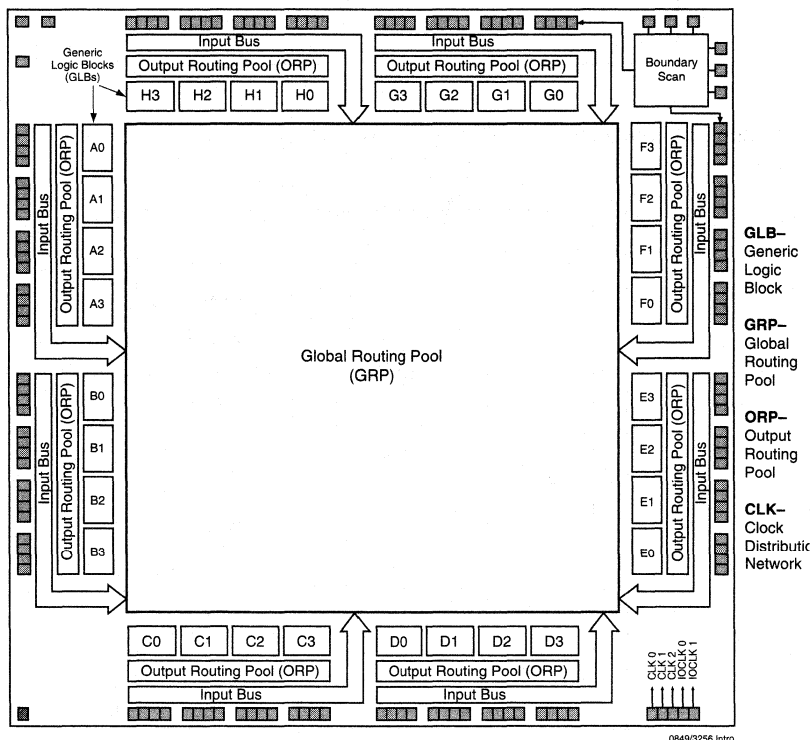 Input Bus
Output Routing Pool (ORP)
H3 H2 H1 H0
Input Bus
Output Routing Pool (ORP)
G3 G2 G1 G0
Boundary
Scan
Generic
Logic Blocks
(GLBs)
Input Bus
Output Routing Pool (ORP)
A0
A1
A2
A3
Input Bus
Output Routing Pool (ORP)
B0
B1
B2
B3
Global Routing Pool
(GRP)
F3
F2
F1
F0
Output Routing Pool (ORP)
Input Bus
E3
E2
E1
E0
Output Routing Pool (ORP)
Input Bus
GLB–
Generic
Logic
Block
GRP–
Global
Routing
Pool
ORP–
Output
Routing
Pool
CLK–
Clock
Distributic
Network
C0 C1 C2 C3
Output Routing Pool (ORP)
Input Bus
D0 D1 D2 D3
Output Routing Pool (ORP)
Input Bus
CLK 0
CLK 1
CLK 2
IOCLK 0
IOCLK 1
0849/3256 Intro